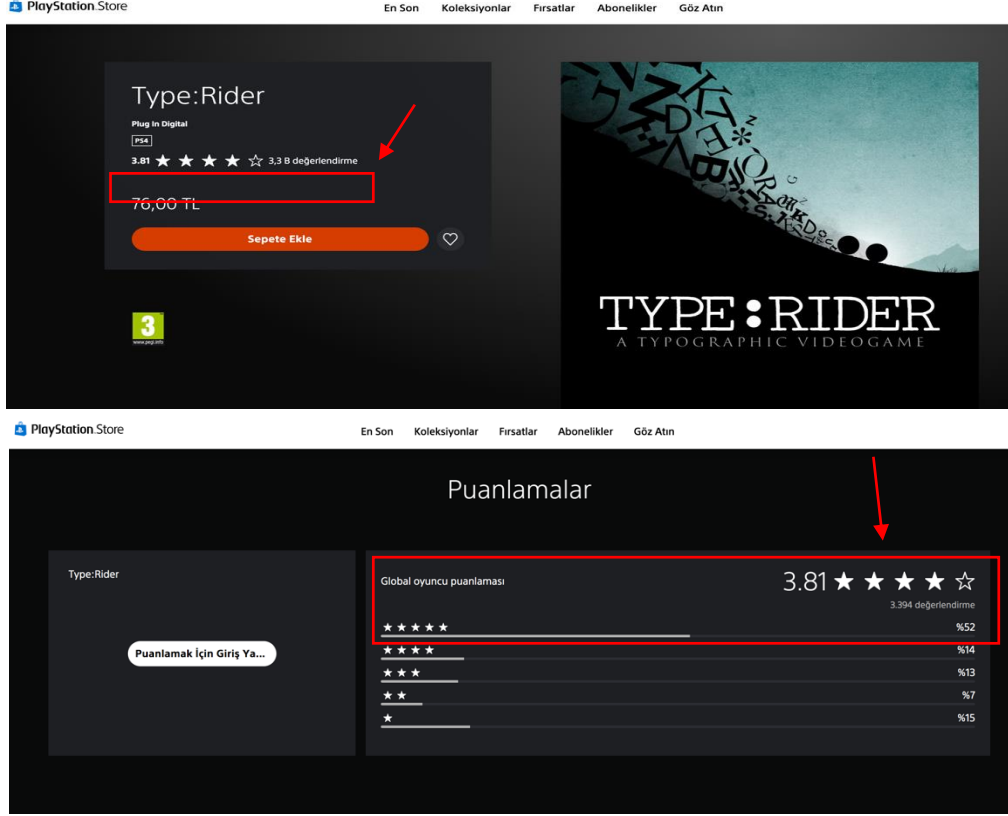 PlayStation.Store
En Son Koleksiyonlar Fırsatlar Abonelikler Göz Atın
Type:Rider
Plug In Digital
PS4
3.81 ★ ★ ★ ★ ☆ 3,3 B değerlendirme
76,00 TL
Sepete Ekle
3
www.pegi.info
TYPE:RIDER
A TYPOGRAPHIC VIDEOGAME
PlayStation.Store
En Son Koleksiyonlar Fırsatlar Abonelikler Göz Atın
Puanlamalar
Type:Rider
Puanlamak İçin Giriş Ya...
Global oyuncu puanlaması
3.81 ★ ★ ★ ★ ☆
3.394 değerlendirme
★ ★ ★ ★ ★ %52
★ ★ ★ ★ %14
★ ★ ★ %13
★ ★ %7
★ %15